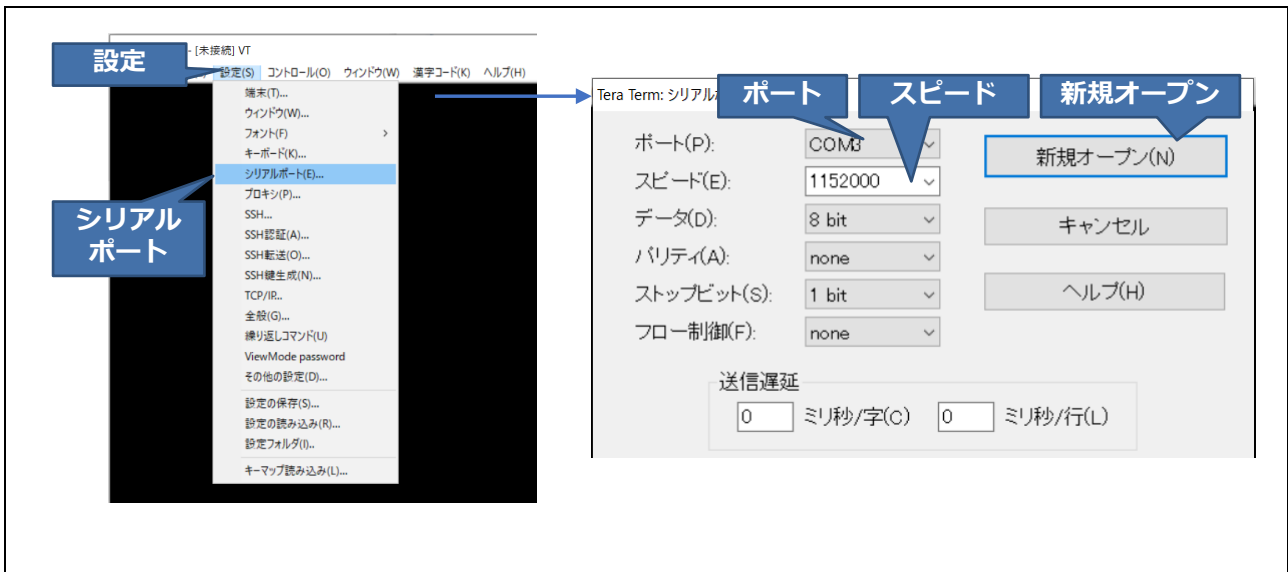 設定
- [未接続] VT
設定(S) コントロール(O) ウィンドウ(W) 漢字コード(K) ヘルプ(H)
端末(T)...
ウィンドウ(W)...
フォント(F) >
キーボード(K)...
シリアルポート(E)...
プロキシ(P)...
SSH...
SSH認証(A)...
SSH転送(O)...
SSH鍵生成(N)...
TCP/IP...
全般(G)...
繰り返しコマンド(U)
ViewMode password
その他の設定(D)...
設定の保存(S)...
設定の読み込み(R)...
設定フォルダ(I)..
キーマップ読み込み(L)...
シリアル
ポート
Tera Term: シリアル
ポート
スピード
新規オープン
ポート(P): COM3
新規オープン(N)
スピード(E): 1152000
データ(D): 8 bit
キャンセル
パリティ(A): none
ストップビット(S): 1 bit
ヘルプ(H)
フロー制御(F): none
送信遅延
0 ミリ秒/字(C) 0 ミリ秒/行(L)